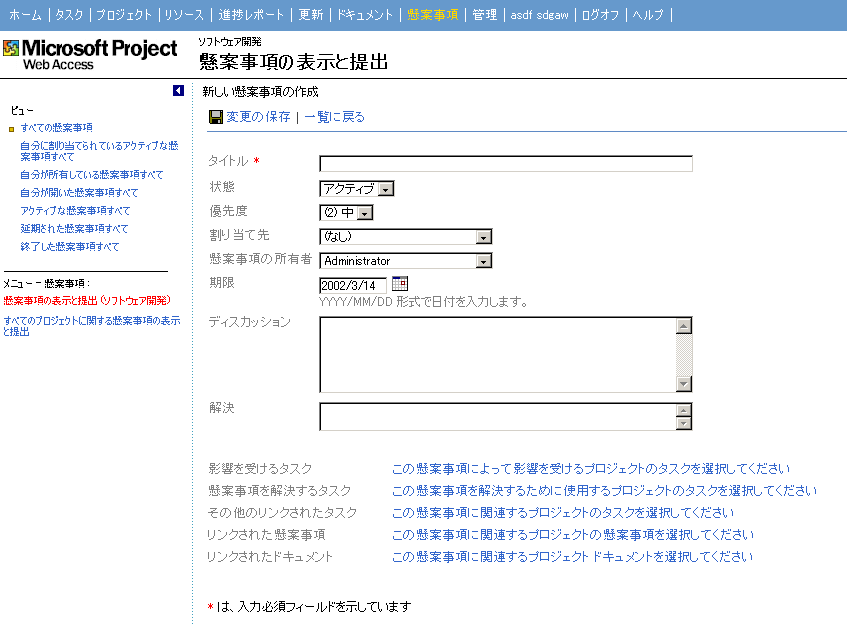 ホーム | タスク | プロジェクト | リソース | 進捗レポート | 更新 | ドキュメント | 懸案事項 | 管理 | asdf sdgaw | ログオフ | ヘルプ |
Microsoft Project
Web Access
ソフトウェア開発
懸案事項の表示と提出
ビュー
すべての懸案事項
自分に割り当てられているアクティブな懸
案事項すべて
自分が所有している懸案事項すべて
自分が開いた懸案事項すべて
アクティブな懸案事項すべて
延期された懸案事項すべて
終了した懸案事項すべて
メニュー - 懸案事項:
懸案事項の表示と提出 (ソフトウェア開発)
すべてのプロジェクトに関する懸案事項の表示
と提出
新しい懸案事項の作成
変更の保存 | 一覧に戻る
タイトル *
状態 アクティブ
優先度 (2) 中
割り当て先 (なし)
懸案事項の所有者 Administrator
期限 2002/3/14
YYYY/MM/DD 形式で日付を入力します。
ディスカッション
解決
影響を受けるタスク この懸案事項によって影響を受けるプロジェクトのタスクを選択してください
懸案事項を解決するタスク この懸案事項を解決するために使用するプロジェクトのタスクを選択してください
その他のリンクされたタスク この懸案事項に関連するプロジェクトのタスクを選択してください
リンクされた懸案事項 この懸案事項に関連するプロジェクトの懸案事項を選択してください
リンクされたドキュメント この懸案事項に関連するプロジェクト ドキュメントを選択してください
* は、入力必須フィールドを示しています